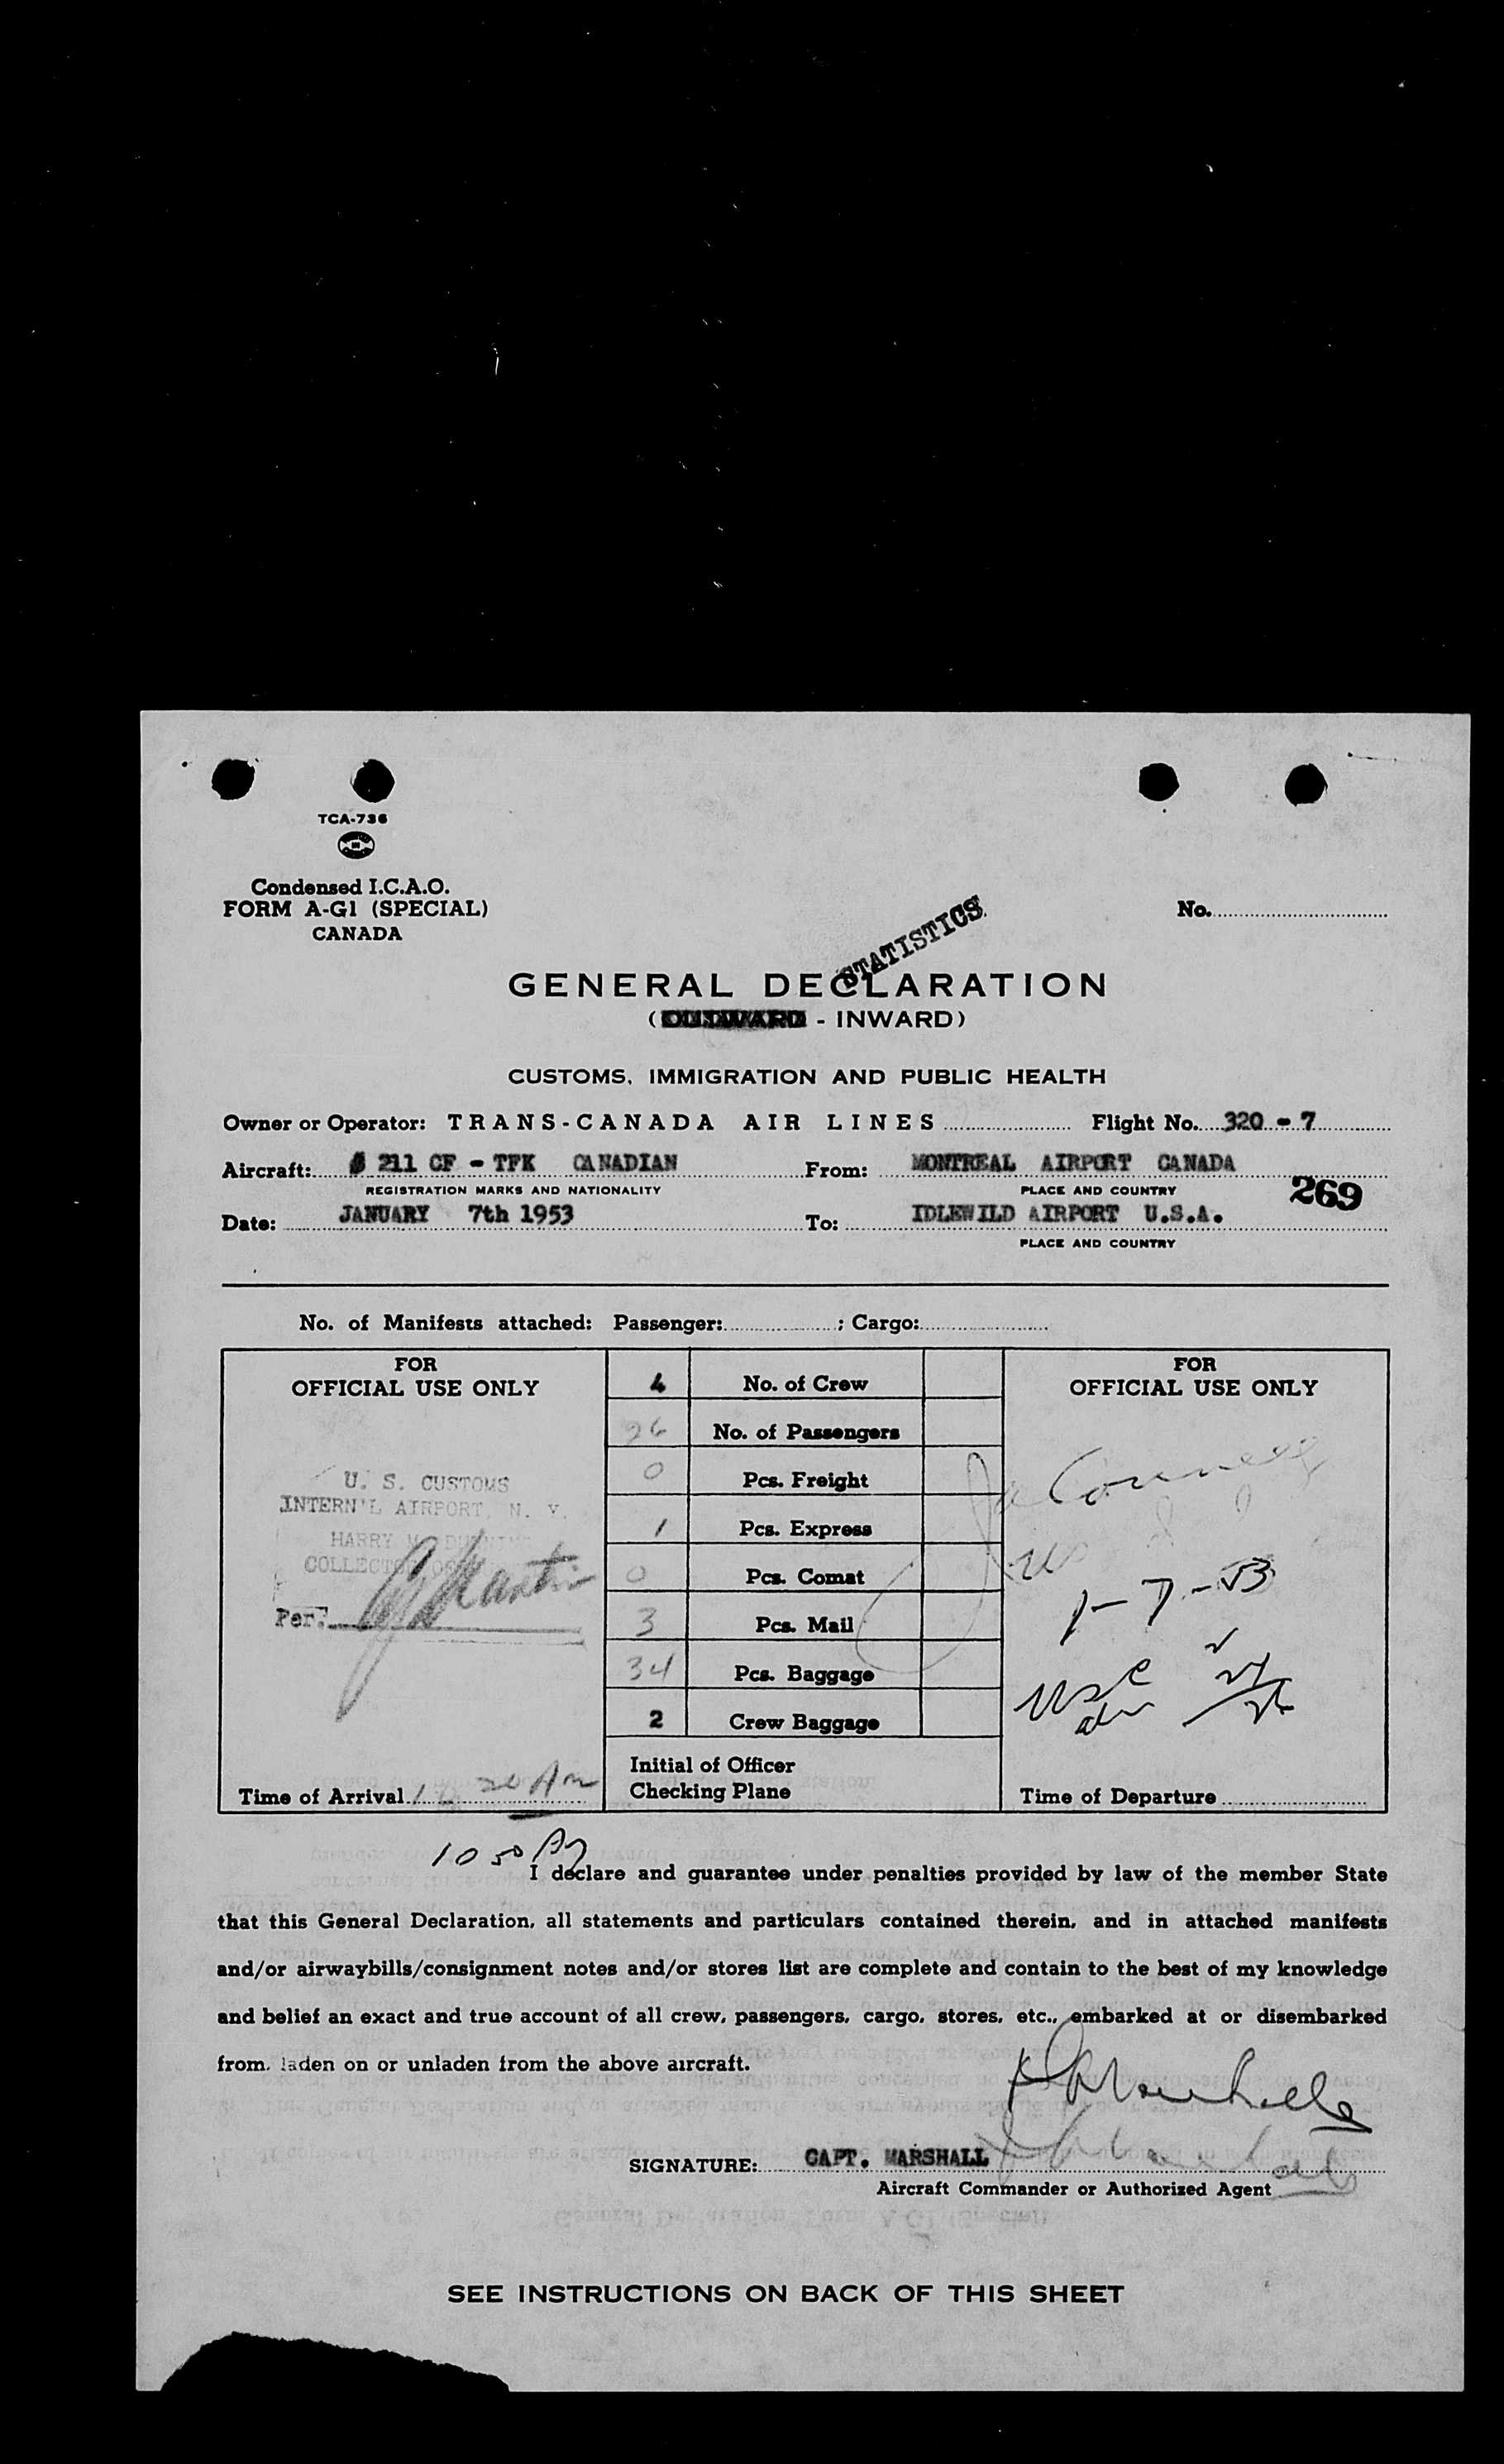 TCA-736
Condensed I.C.A.O.
FORM A-G1 (SPECIAL)
CANADA
No.
STATISTICS
GENERAL DECLARATION
(OUTWARD - INWARD)
CUSTOMS, IMMIGRATION AND PUBLIC HEALTH
Owner or Operator: TRANS-CANADA AIR LINES Flight No. 320 - 7
Aircraft: # 211 CF - TFK CANADIAN From: MONTREAL AIRPORT CANADA
REGISTRATION MARKS AND NATIONALITY PLACE AND COUNTRY
269
Date: JANUARY 7th 1953 To: IDLEWILD AIRPORT U.S.A.
PLACE AND COUNTRY
No. of Manifests attached: Passenger: ; Cargo:
FOR
OFFICIAL USE ONLY
U. S. CUSTOMS
INTERN'L AIRPORT, N. Y.
HARRY M.
COLLECTOR
Per.
Time of Arrival 20 Am
10 50
4 No. of Crew
26 No. of Passengers
0 Pcs. Freight
1 Pcs. Express
0 Pcs. Comat
3 Pcs. Mail
34 Pcs. Baggage
2 Crew Baggage
Initial of Officer
Checking Plane
FOR
OFFICIAL USE ONLY
1-7-53
Time of Departure
I declare and guarantee under penalties provided by law of the member State
that this General Declaration, all statements and particulars contained therein, and in attached manifests
and/or airwaybills/consignment notes and/or stores list are complete and contain to the best of my knowledge
and belief an exact and true account of all crew, passengers, cargo, stores, etc., embarked at or disembarked
from, laden on or unladen from the above aircraft.
SIGNATURE: CAPT. MARSHALL
Aircraft Commander or Authorized Agent
SEE INSTRUCTIONS ON BACK OF THIS SHEET